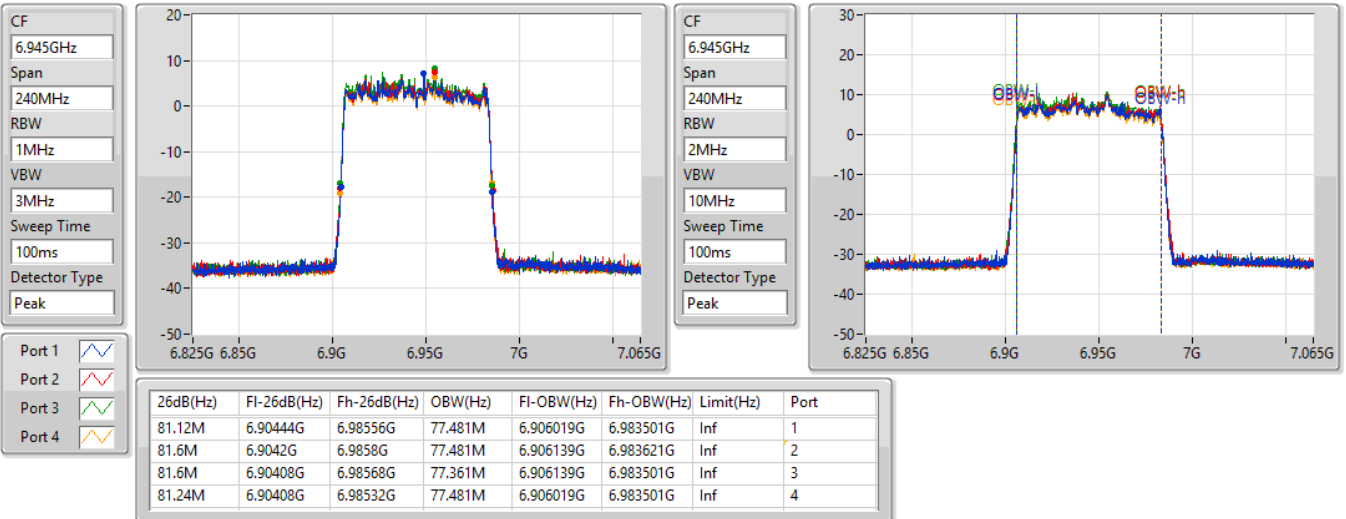 CF
6.945GHz
Span
240MHz
RBW
1MHz
VBW
3MHz
Sweep Time
100ms
Detector Type
Peak
20
10
0
-10
-20
-30
-40
-50
6.825G 6.85G 6.9G 6.95G 7G 7.065G
CF
6.945GHz
Span
240MHz
RBW
2MHz
VBW
10MHz
Sweep Time
100ms
Detector Type
Peak
30
20
10
0
-10
-20
-30
-40
-50
OBW-l OBW-h
6.825G 6.85G 6.9G 6.95G 7G 7.065G
Port 1
Port 2
Port 3
Port 4
26dB(Hz) Fl-26dB(Hz) Fh-26dB(Hz) OBW(Hz) Fl-OBW(Hz) Fh-OBW(Hz) Limit(Hz) Port
81.12M 6.90444G 6.98556G 77.481M 6.906019G 6.983501G Inf 1
81.6M 6.9042G 6.9858G 77.481M 6.906139G 6.983621G Inf 2
81.6M 6.90408G 6.98568G 77.361M 6.906139G 6.983501G Inf 3
81.24M 6.90408G 6.98532G 77.481M 6.906019G 6.983501G Inf 4